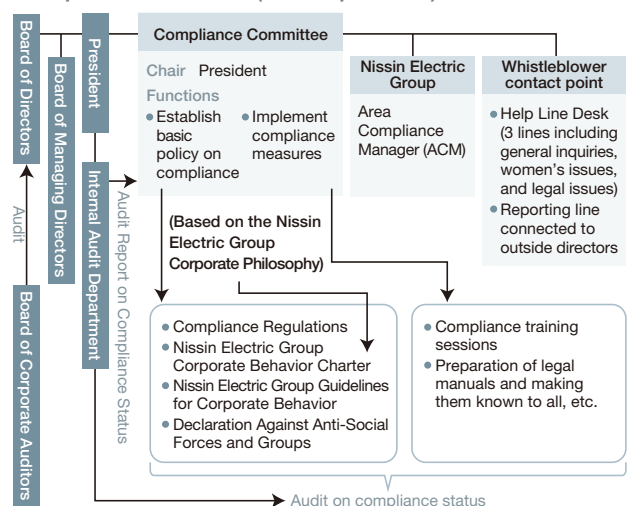 Board of Directors
Board of Managing Directors
President
Compliance Committee
Chair President
Functions
Establish
basic
policy on
compliance
Implement
compliance
measures
Nissin Electric
Group
Area
Compliance
Manager (ACM)
Whistleblower
contact point
Help Line Desk
(3 lines including
general inquiries,
women's issues,
and legal issues)
Reporting line
connected to
outside directors
Audit
Board of Corporate Auditors
Internal Audit Department
Audit Report on Compliance Status
(Based on the Nissin
Electric Group
Corporate Philosophy)
Compliance Regulations
Nissin Electric Group
Corporate Behavior Charter
Nissin Electric Group Guidelines
for Corporate Behavior
Declaration Against Anti-Social
Forces and Groups
Compliance training
sessions
Preparation of legal
manuals and making
them known to all, etc.
Audit on compliance status